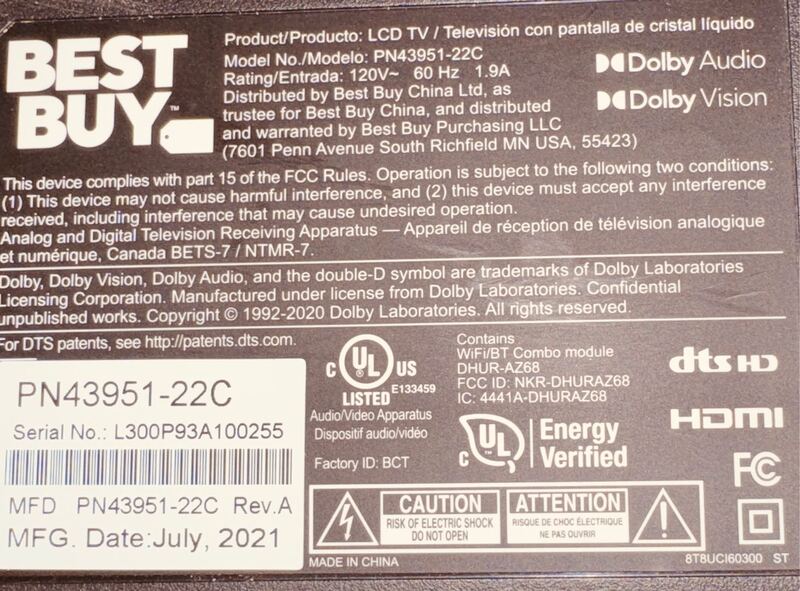 BEST
BUY™
Product/Producto: LCD TV / Televisión con pantalla de cristal líquido
Model No./Modelo: PN43951-22C
Rating/Entrada: 120V~ 60 Hz 1.9A
Distributed by Best Buy China Ltd, as
trustee for Best Buy China, and distributed
and warranted by Best Buy Purchasing LLC
(7601 Penn Avenue South Richfield MN USA, 55423)
Dolby Audio
Dolby Vision
This device complies with part 15 of the FCC Rules. Operation is subject to the following two conditions:
(1) This device may not cause harmful interference, and (2) this device must accept any interference
received, including interference that may cause undesired operation.
Analog and Digital Television Receiving Apparatus — Appareil de réception de télévision analogique
et numérique, Canada BETS-7 / NTMR-7.
Dolby, Dolby Vision, Dolby Audio, and the double-D symbol are trademarks of Dolby Laboratories
Licensing Corporation. Manufactured under license from Dolby Laboratories. Confidential
unpublished works. Copyright © 1992-2020 Dolby Laboratories. All rights reserved.
For DTS patents, see http://patents.dts.com.
PN43951-22C
Serial No.: L300P93A100255
MFD PN43951-22C Rev.A
MFG. Date:July, 2021
C UL US
LISTED E133459
Audio/Video Apparatus
Dispositif audio/vidéo
Factory ID: BCT
Contains
WiFi/BT Combo module
DHUR-AZ68
FCC ID: NKR-DHURAZ68
IC: 4441A-DHURAZ68
C UL
Energy
Verified
dts HD
HDMI
FC
CAUTION
RISK OF ELECTRIC SHOCK
DO NOT OPEN
ATTENTION
RISQUE DE CHOC ÉLECTRIQUE
NE PAS OUVRIR
MADE IN CHINA
8T8UCI60300 ST